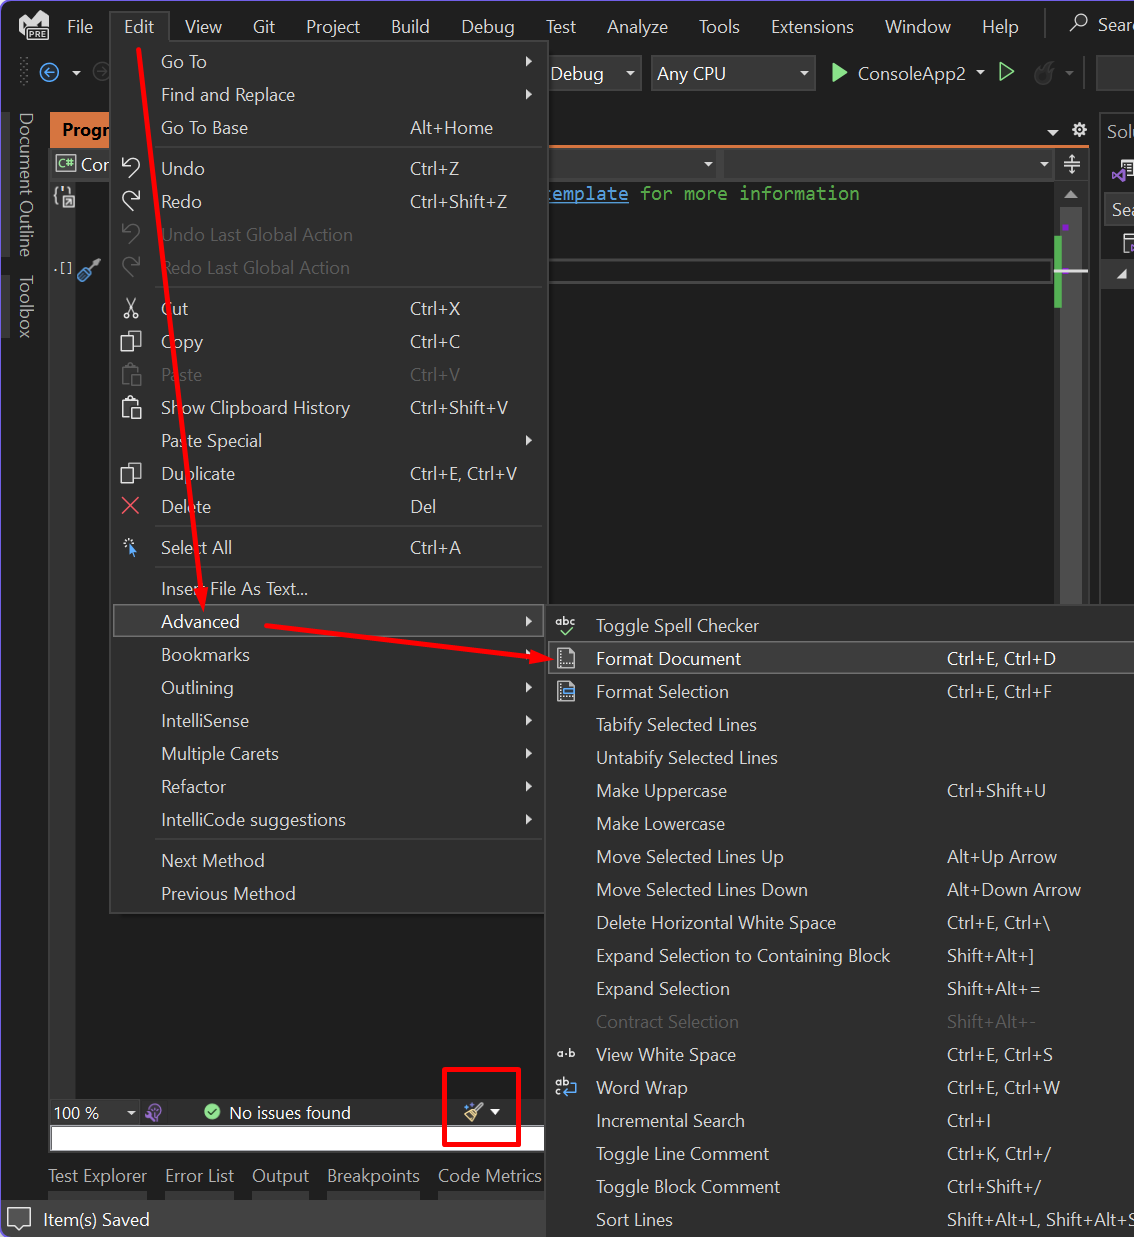 PRE File Edit View Git Project Build Debug Test Analyze Tools Extensions Window Help Sear
Debug Any CPU ConsoleApp2
Document Outline
Toolbox
Progr
C# Cor
Solu
Sea
emplate for more information
Go To
Find and Replace
Go To Base Alt+Home
Undo Ctrl+Z
Redo Ctrl+Shift+Z
Undo Last Global Action
Redo Last Global Action
Cut Ctrl+X
Copy Ctrl+C
Paste Ctrl+V
Show Clipboard History Ctrl+Shift+V
Paste Special
Duplicate Ctrl+E, Ctrl+V
Delete Del
Select All Ctrl+A
Insert File As Text...
Advanced
Bookmarks
Outlining
IntelliSense
Multiple Carets
Refactor
IntelliCode suggestions
Next Method
Previous Method
Toggle Spell Checker
Format Document Ctrl+E, Ctrl+D
Format Selection Ctrl+E, Ctrl+F
Tabify Selected Lines
Untabify Selected Lines
Make Uppercase Ctrl+Shift+U
Make Lowercase
Move Selected Lines Up Alt+Up Arrow
Move Selected Lines Down Alt+Down Arrow
Delete Horizontal White Space Ctrl+E, Ctrl+\
Expand Selection to Containing Block Shift+Alt+]
Expand Selection Shift+Alt+=
Contract Selection Shift+Alt+-
View White Space Ctrl+E, Ctrl+S
Word Wrap Ctrl+E, Ctrl+W
Incremental Search Ctrl+I
Toggle Line Comment Ctrl+K, Ctrl+/
Toggle Block Comment Ctrl+Shift+/
Sort Lines Shift+Alt+L, Shift+Alt+S
100 % No issues found
Test Explorer Error List Output Breakpoints Code Metrics
Item(s) Saved